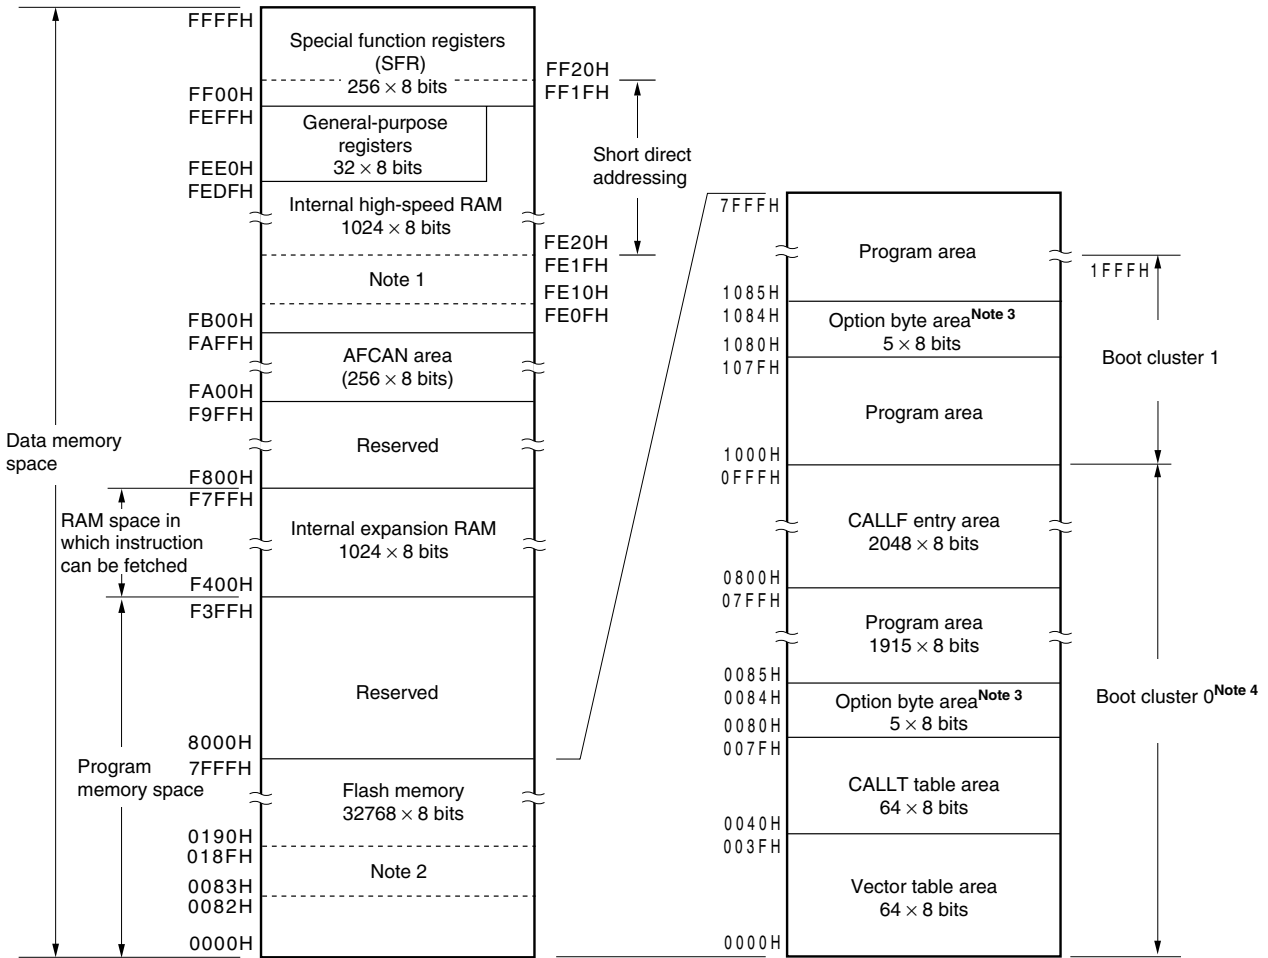 FFFFH
Special function registers
(SFR)
256 × 8 bits
FF20H
FF1FH
FF00H
FEFFH
General-purpose
registers
32 × 8 bits
FEE0H
FEDFH
Short direct
addressing
Internal high-speed RAM
1024 × 8 bits
FE20H
FE1FH
Note 1
FE10H
FE0FH
FB00H
FAFFH
AFCAN area
(256 × 8 bits)
FA00H
F9FFH
Reserved
Data memory
space
F800H
F7FFH
RAM space in
which instruction
can be fetched
Internal expansion RAM
1024 × 8 bits
F400H
F3FFH
Reserved
8000H
7FFFH
Program
memory space
Flash memory
32768 × 8 bits
0190H
018FH
Note 2
0083H
0082H
0000H
7FFFH
Program area
1FFFH
1085H
1084H
Option byte area Note 3
5 × 8 bits
1080H
107FH
Boot cluster 1
Program area
1000H
0FFFH
CALLF entry area
2048 × 8 bits
0800H
07FFH
Program area
1915 × 8 bits
0085H
0084H
Option byte area Note 3
5 × 8 bits
Boot cluster 0 Note 4
0080H
007FH
CALLT table area
64 × 8 bits
0040H
003FH
Vector table area
64 × 8 bits
0000H